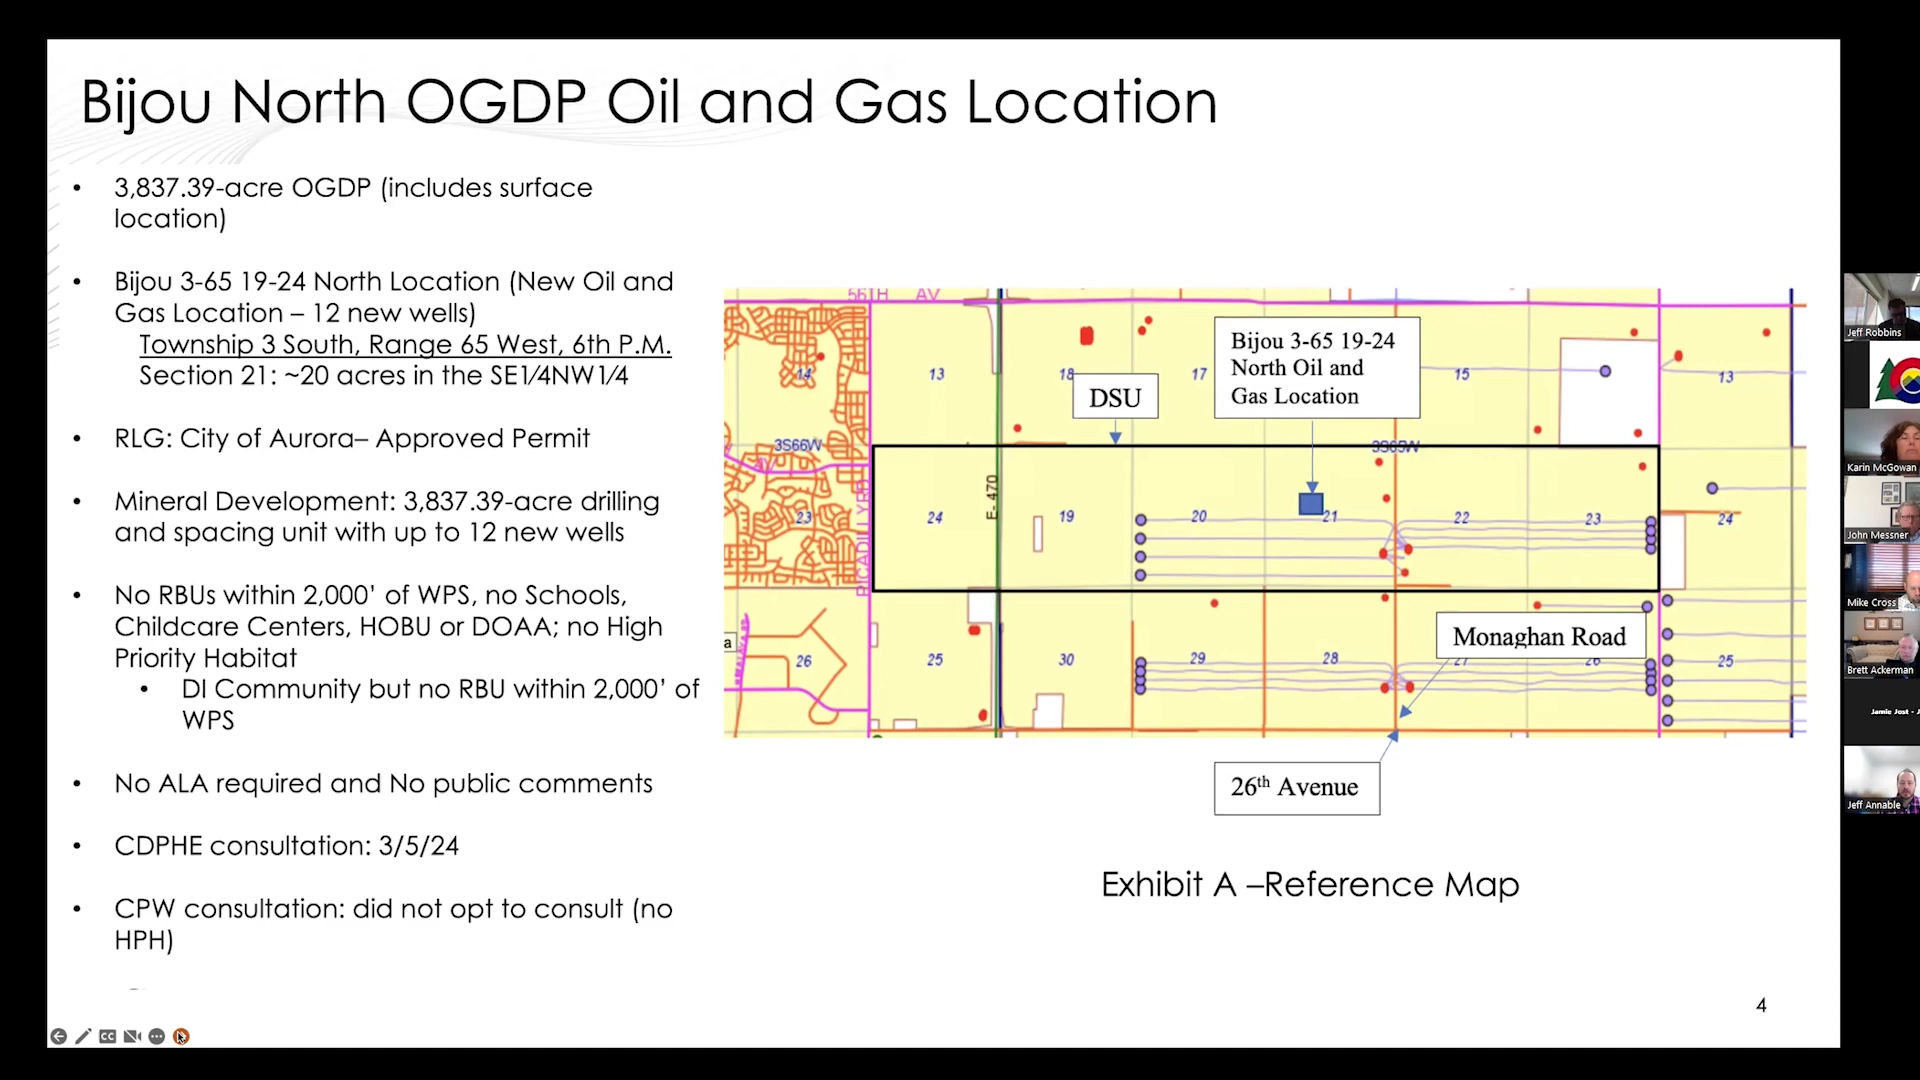 Bijou North OGDP Oil and Gas Location
• 3,837.39-acre OGDP (includes surface
location)
• Bijou 3-65 19-24 North Location (New Oil and
Gas Location – 12 new wells)
Township 3 South, Range 65 West, 6th P.M.
Section 21: ~20 acres in the SE1/4NW1/4
• RLG: City of Aurora– Approved Permit
• Mineral Development: 3,837.39-acre drilling
and spacing unit with up to 12 new wells
• No RBUs within 2,000’ of WPS, no Schools,
Childcare Centers, HOBU or DOAA; no High
Priority Habitat
• DI Community but no RBU within 2,000’ of
WPS
• No ALA required and No public comments
• CDPHE consultation: 3/5/24
• CPW consultation: did not opt to consult (no
HPH)
56TH AV
14 13 18 17 15 13
DSU
Bijou 3-65 19-24
North Oil and
Gas Location
3S66W 3S65W
PICADILLY RD
E-470
23 24 19 20 21 22 23 24
a
26 25 30 29 28 27 26 25
Monaghan Road
26th Avenue
Exhibit A –Reference Map
4
CC
Jeff Robbins
Karin McGowan
John Messner
Mike Cross
Brett Ackerman
Jamie Jost - J
Jeff Annable